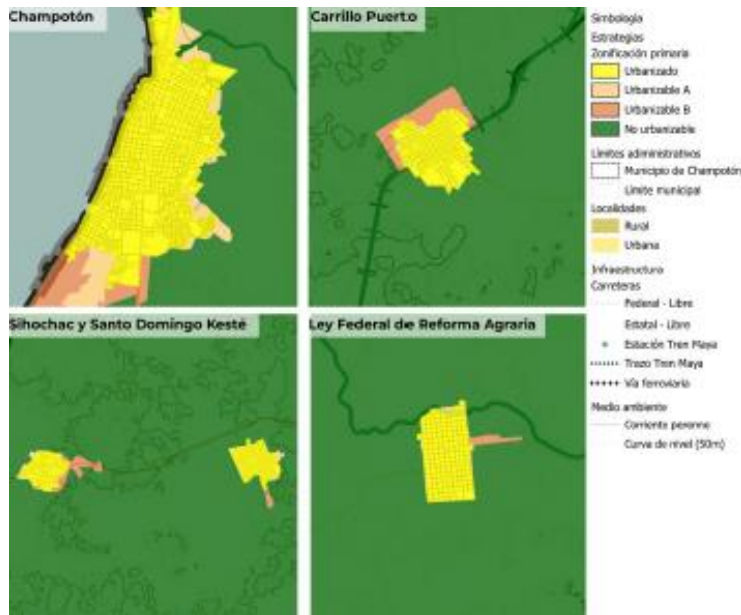 Champotón
Carrillo Puerto
Sihochac y Santo Domingo Kesté
Ley Federal de Reforma Agraria
Simbología
Estrategias
Zonificación primaria
Urbanizado
Urbanizable A
Urbanizable B
No urbanizable
Límites administrativos
Municipio de Champotón
Límite municipal
Localidades
Rural
Urbana
Infraestructura
Carreteras
Federal - Libre
Estatal - Libre
Estación Tren Maya
Trazo Tren Maya
Vía ferroviaria
Medio ambiente
Corriente perenne
Curva de nivel (50m)